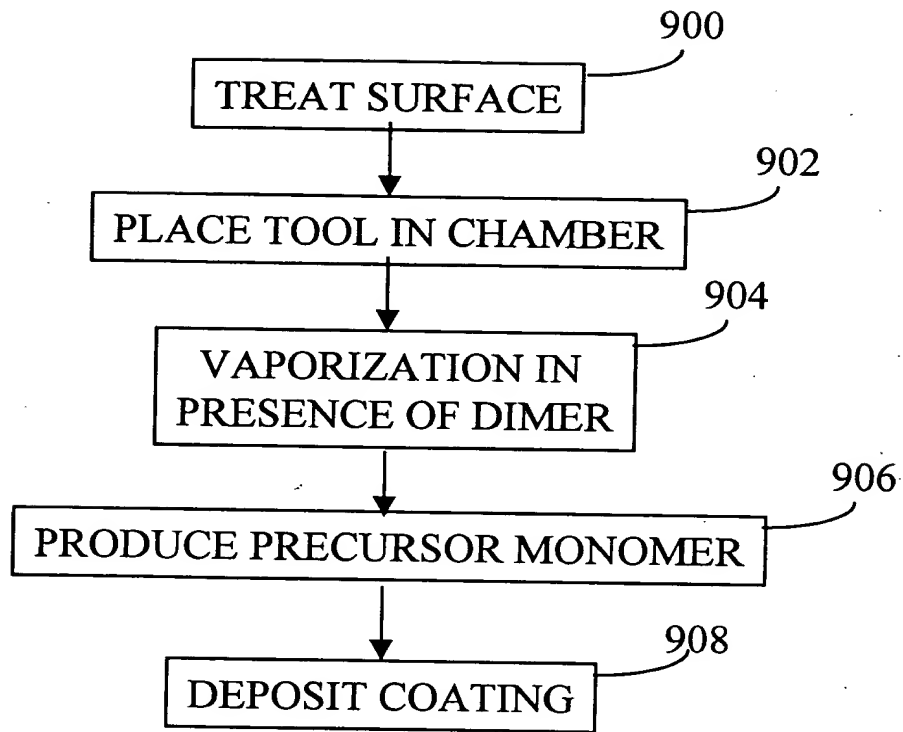 900
TREAT SURFACE
902
PLACE TOOL IN CHAMBER
904
VAPORIZATION IN
PRESENCE OF DIMER
906
PRODUCE PRECURSOR MONOMER
908
DEPOSIT COATING